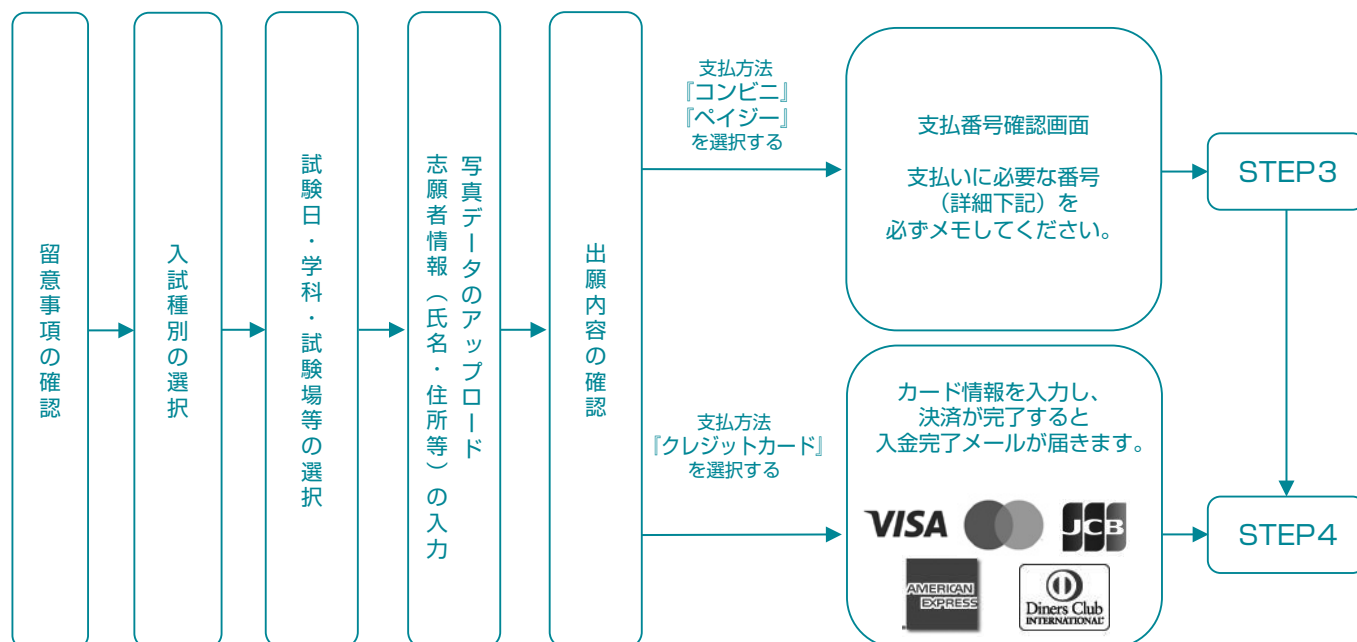 留意事項の確認
入試種別の選択
試験日・学科・試験場等の選択
写真データのアップロード
志願者情報（氏名・住所等）の入力
出願内容の確認
支払方法
『コンビニ』
『ペイジー』
を選択する
支払番号確認画面
支払いに必要な番号
（詳細下記）を
必ずメモしてください。
STEP3
支払方法
『クレジットカード』
を選択する
カード情報を入力し、
決済が完了すると
入金完了メールが届きます。
VISA
JCB
AMERICAN
EXPRESS
Diners Club
INTERNATIONAL
STEP4